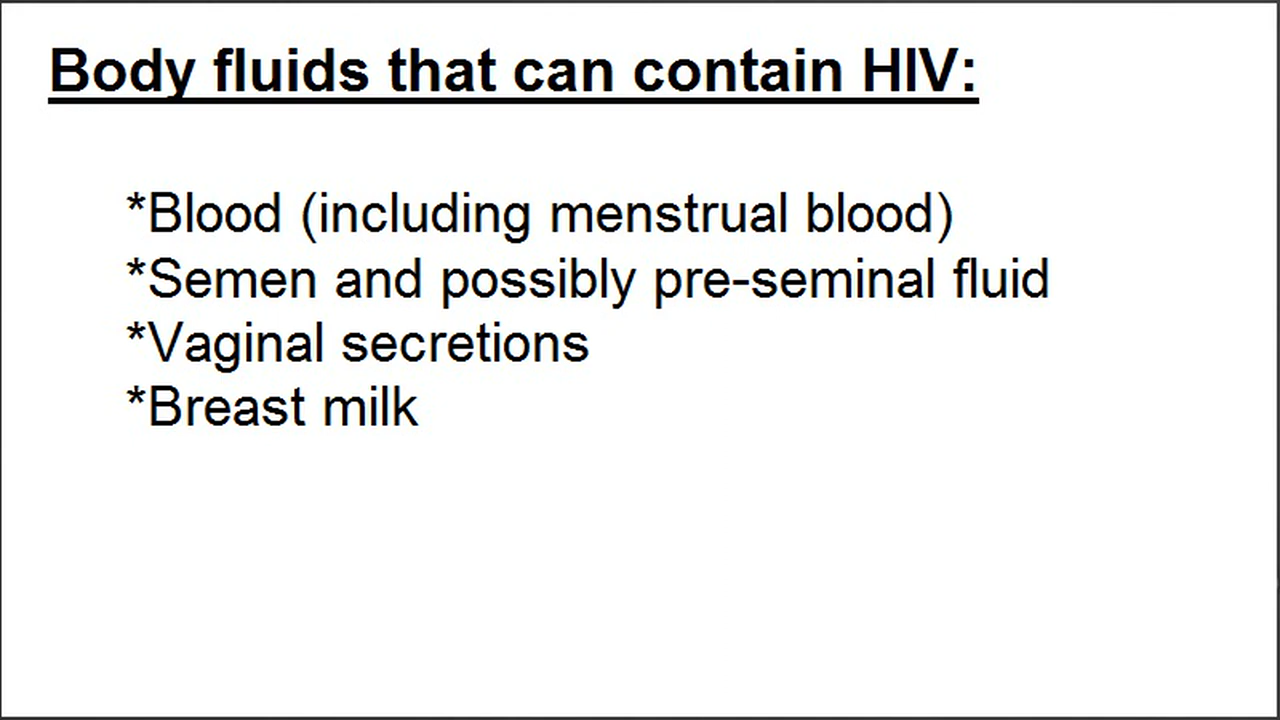 Body fluids that can contain HIV:
*Blood (including menstrual blood)
*Semen and possibly pre-seminal fluid
*Vaginal secretions
*Breast milk